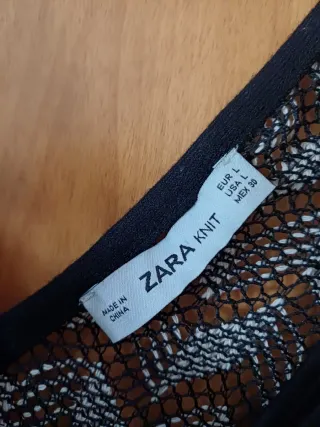 ZARA KNIT
EUR L
USA L
MEX 30
MADE IN
CHINA